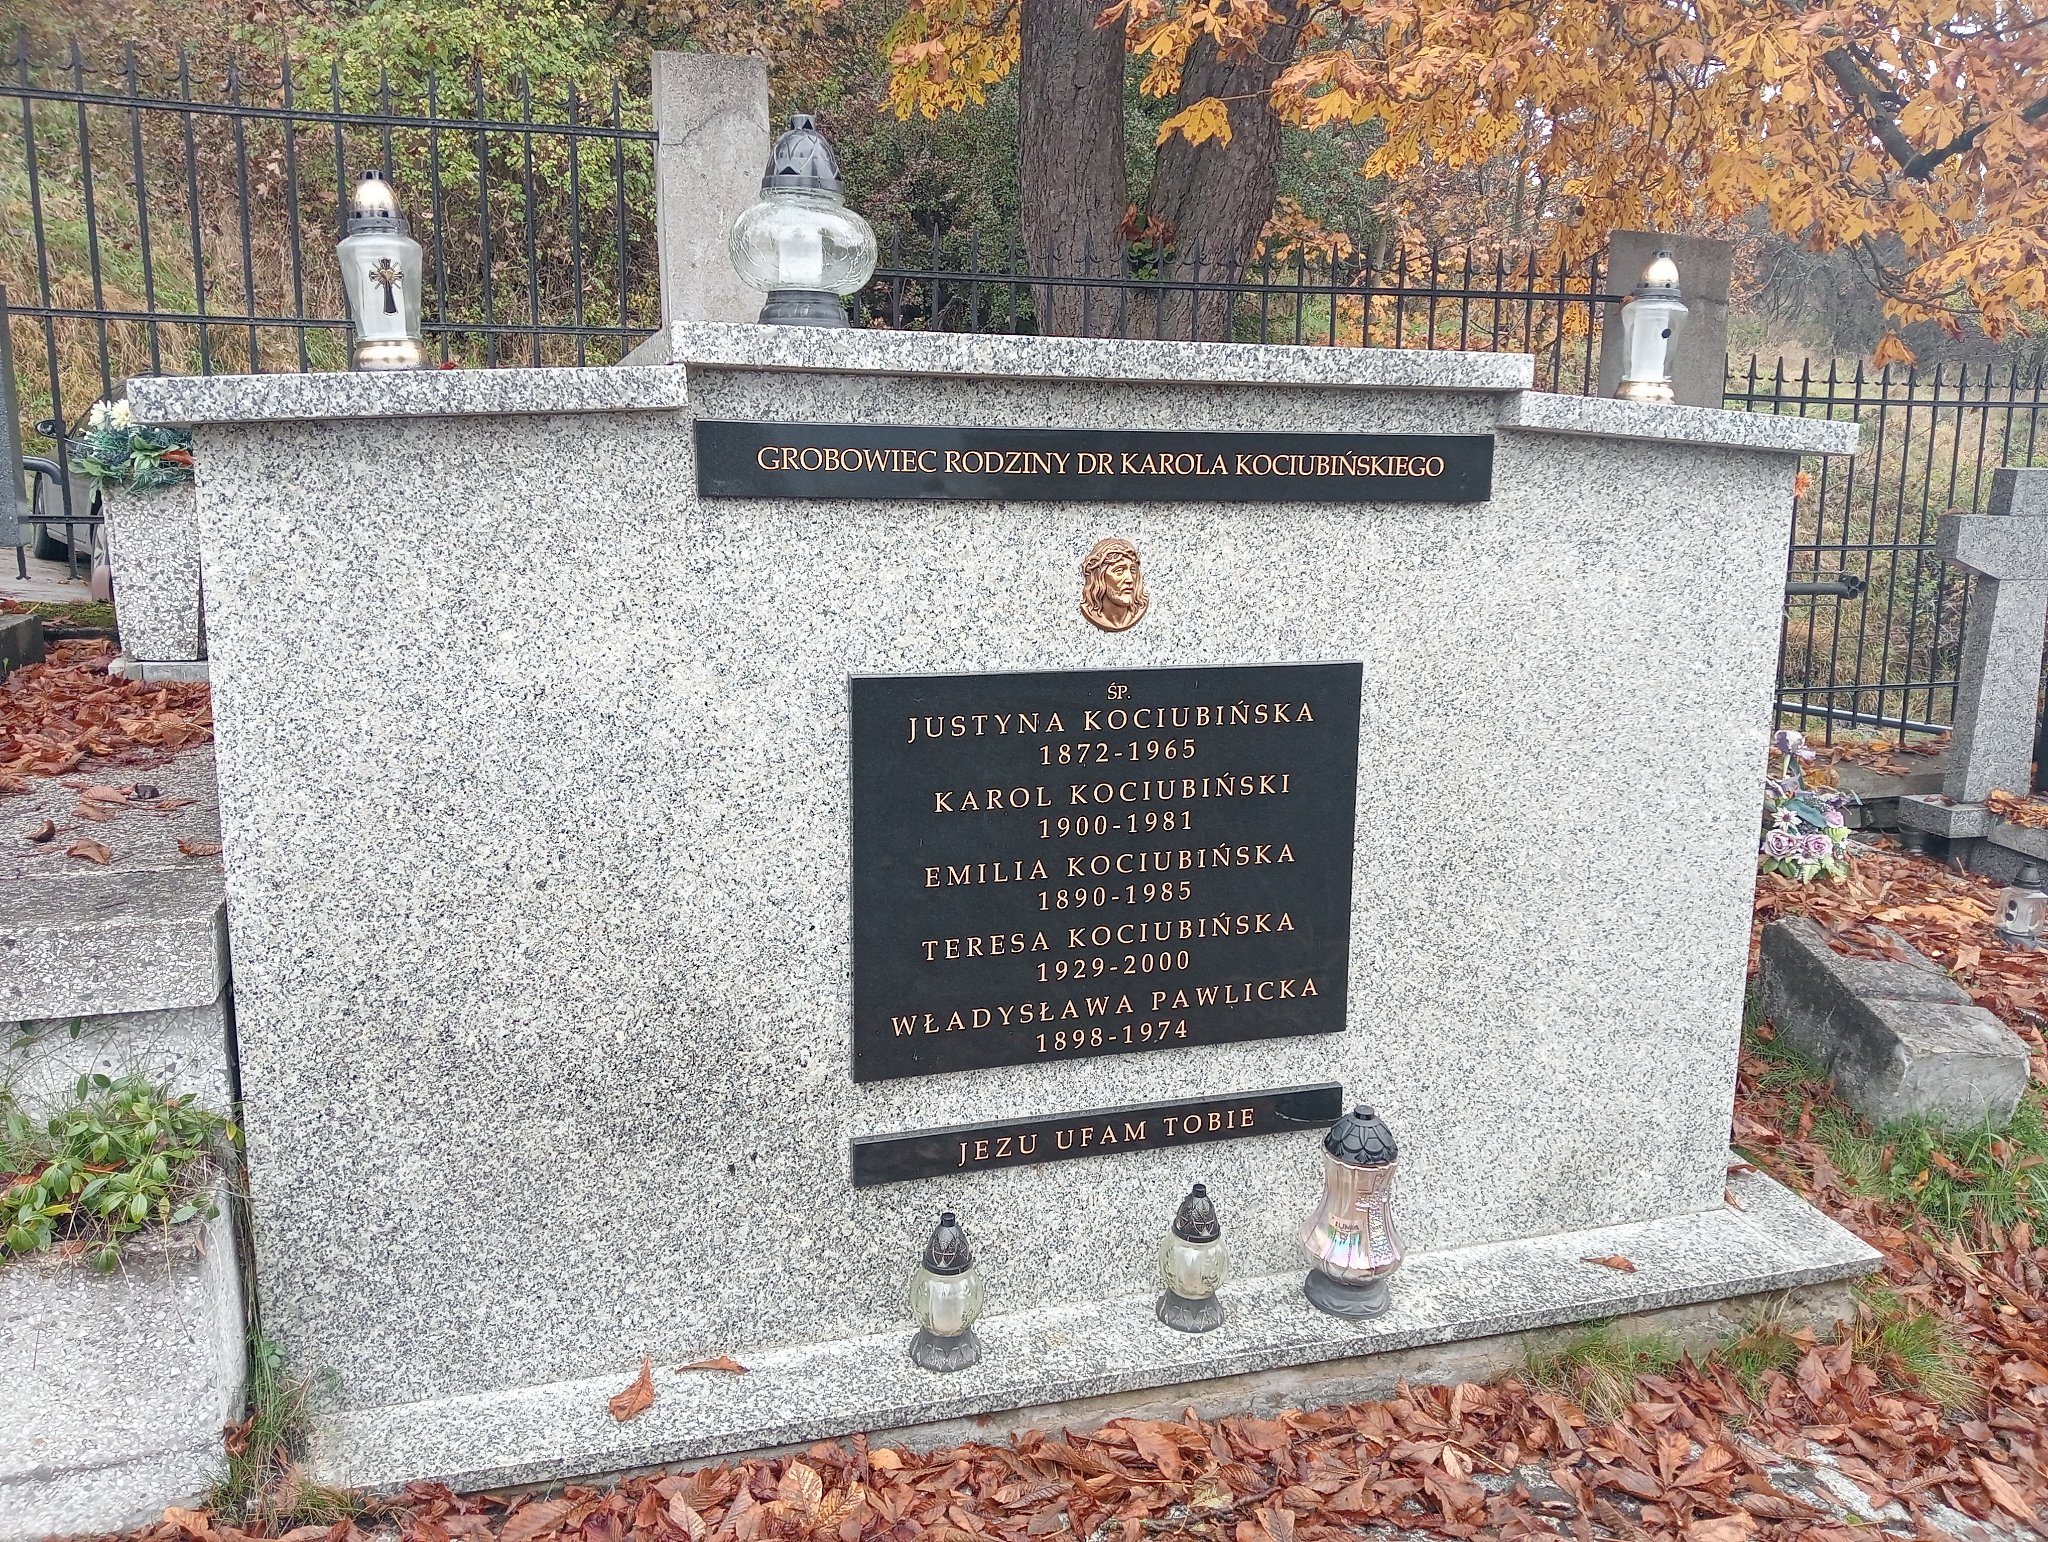 GROBOWIEC RODZINY DR KAROLA KOCIUBIŃSKIEGO
ŚP.
JUSTYNA KOCIUBIŃSKA
1872-1965
KAROL KOCIUBIŃSKI
1900-1981
EMILIA KOCIUBIŃSKA
1890-1985
TERESA KOCIUBIŃSKA
1929-2000
WŁADYSŁAWA PAWLICKA
1898-1974
JEZU UFAM TOBIE